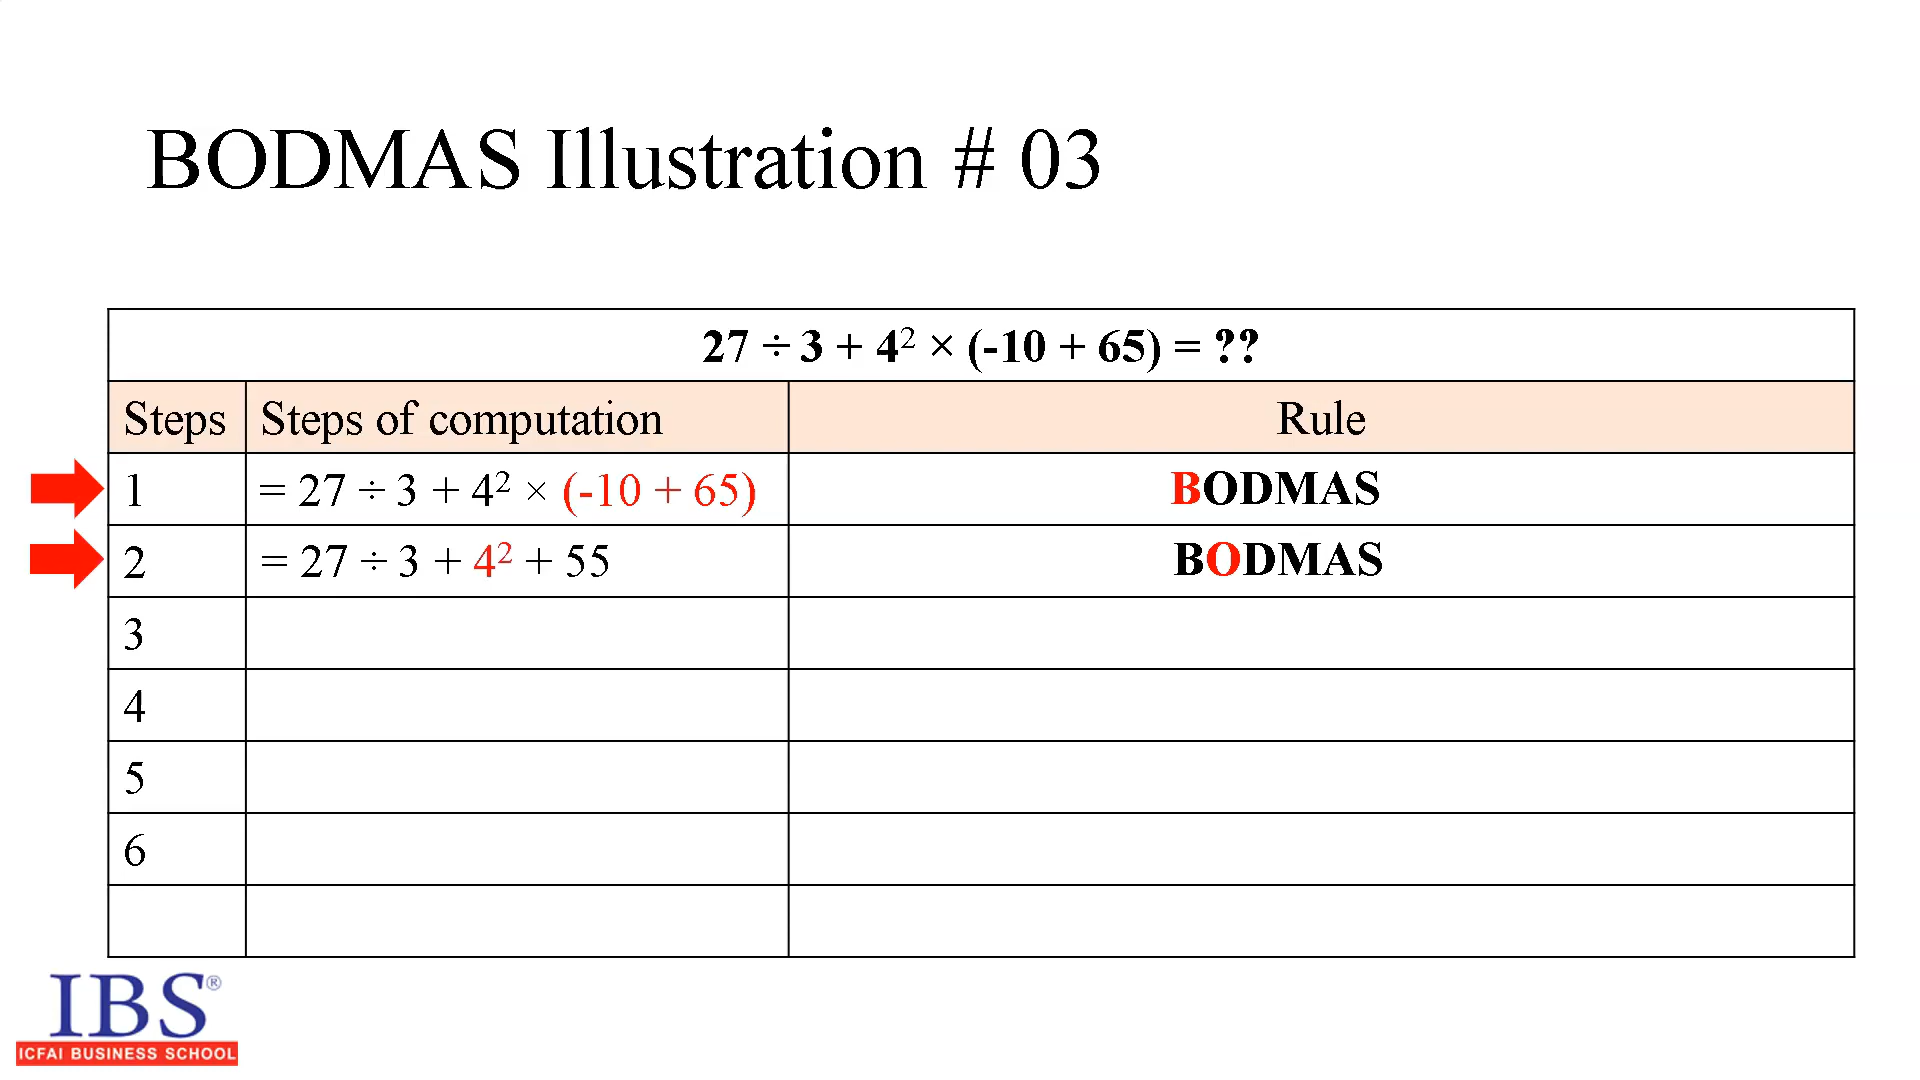 BODMAS Illustration # 03
27 ÷ 3 + 4² × (-10 + 65) = ??
Steps Steps of computation Rule
1 = 27 ÷ 3 + 4² × (-10 + 65) BODMAS
2 = 27 ÷ 3 + 4² + 55 BODMAS
3
4
5
6
IBS®
ICFAI BUSINESS SCHOOL